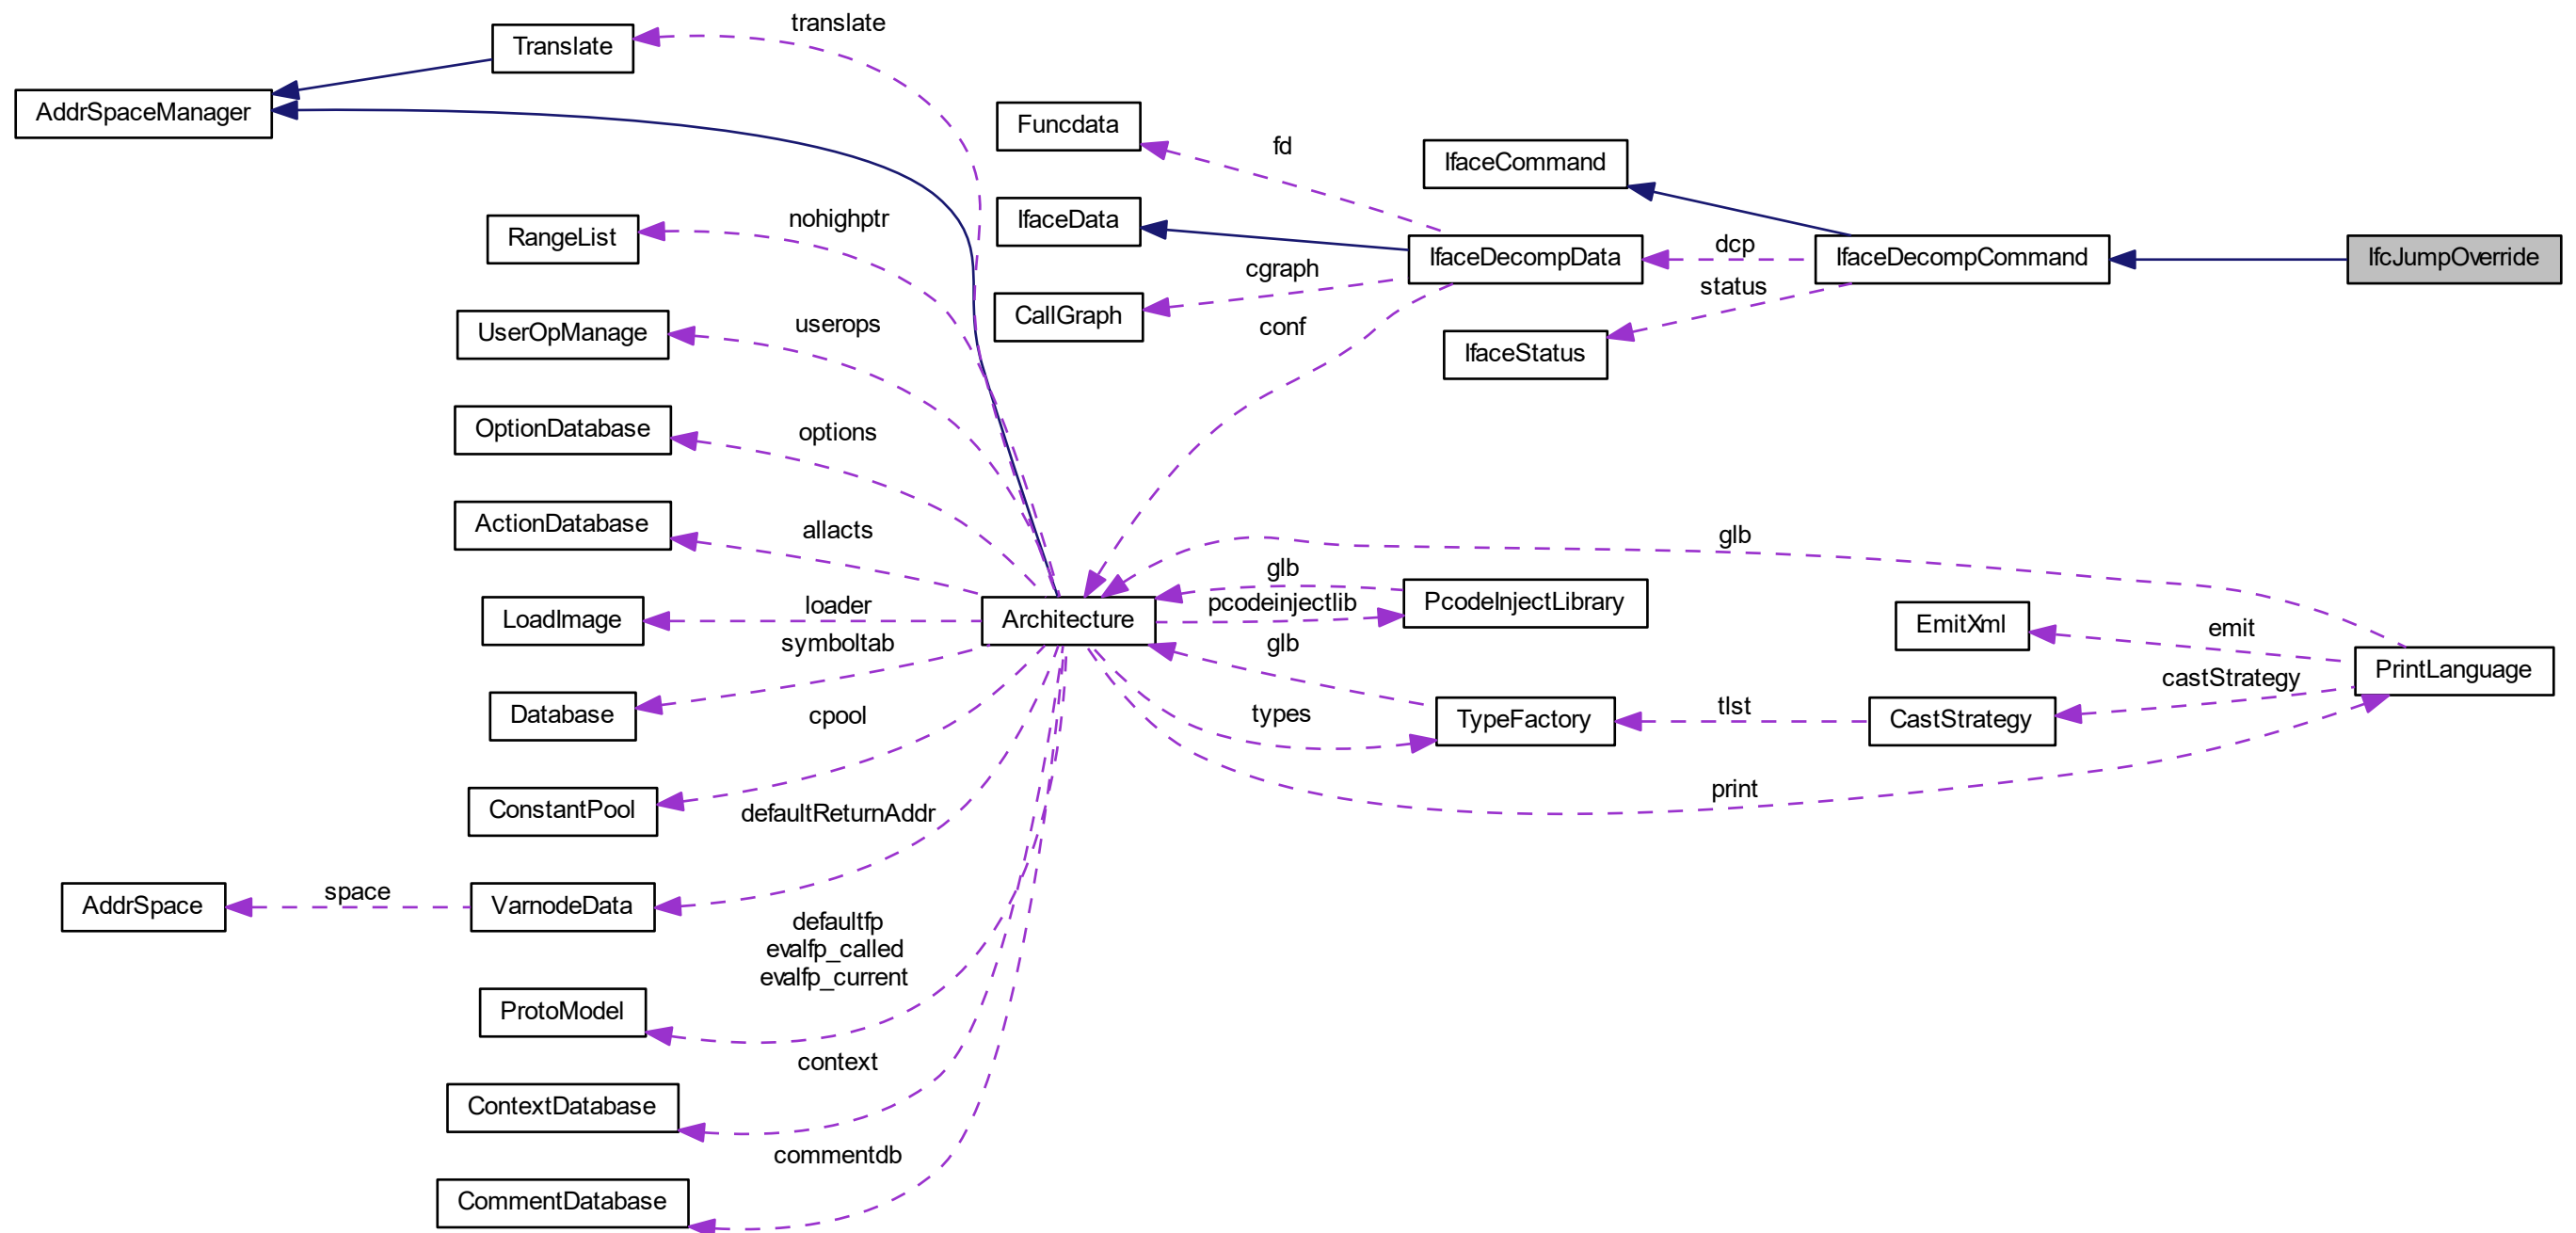 translate
Translate
AddrSpaceManager
Funcdata
fd
IfaceCommand
nohighptr
RangeList
IfaceData
dcp
IfaceDecompData
IfaceDecompCommand
IfcJumpOverride
cgraph
status
CallGraph
conf
userops
UserOpManage
IfaceStatus
OptionDatabase
options
ActionDatabase
allacts
glb
glb
pcodeinjectlib
PcodeInjectLibrary
loader
LoadImage
Architecture
EmitXml
emit
symboltab
glb
PrintLanguage
castStrategy
Database
cpool
types
TypeFactory
tlst
CastStrategy
print
ConstantPool
defaultReturnAddr
AddrSpace
space
VarnodeData
defaultfp
evalfp_called
evalfp_current
ProtoModel
context
ContextDatabase
commentdb
CommentDatabase